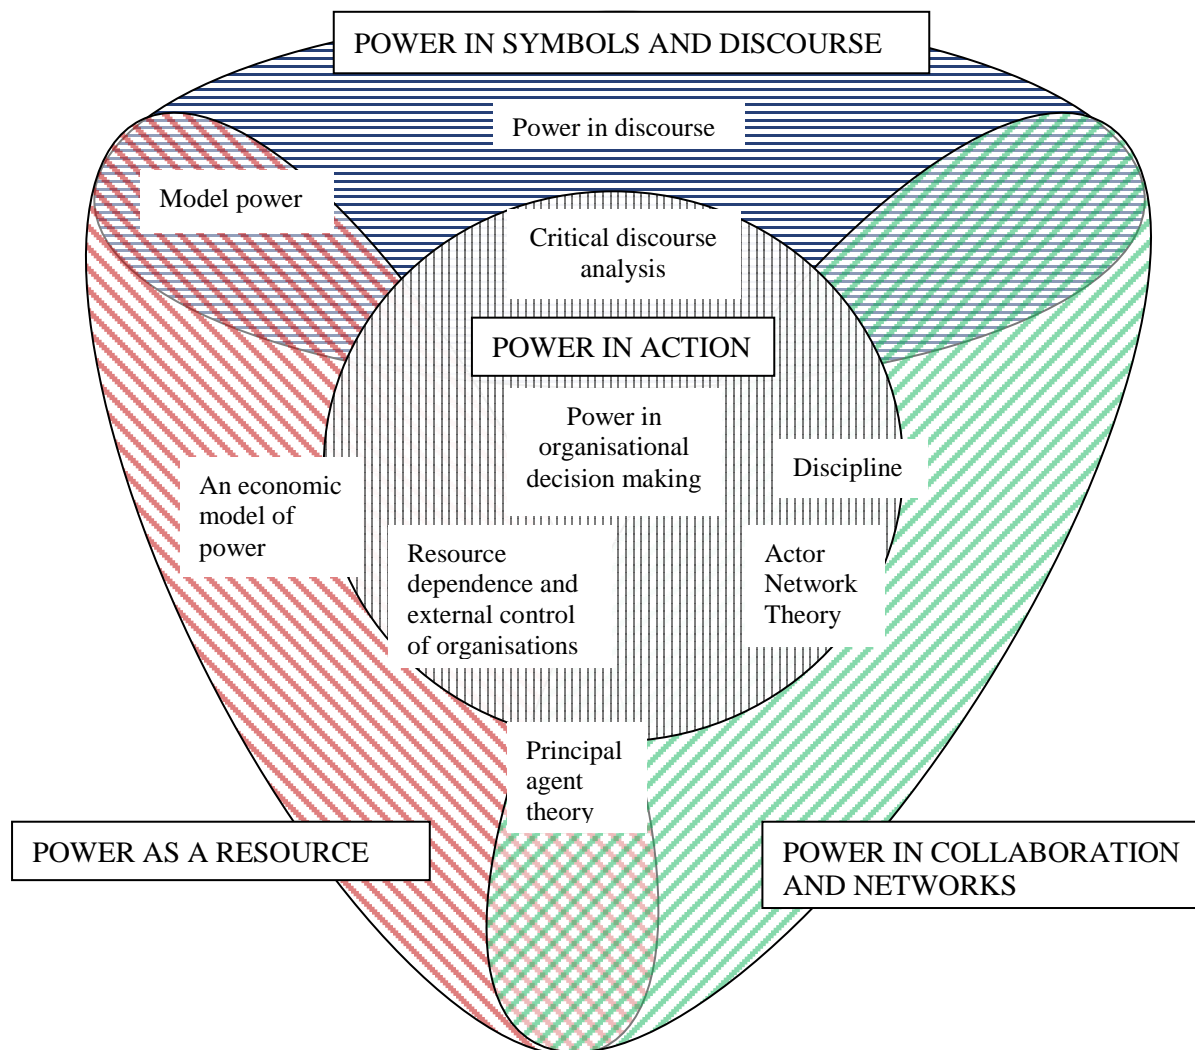 POWER IN SYMBOLS AND DISCOURSE
Power in discourse
Model power
Critical discourse
analysis
POWER IN ACTION
Power in
organisational
decision making
Discipline
An economic
model of
power
Resource
dependence and
external control
of organisations
Actor
Network
Theory
Principal
agent
theory
POWER AS A RESOURCE
POWER IN COLLABORATION
AND NETWORKS